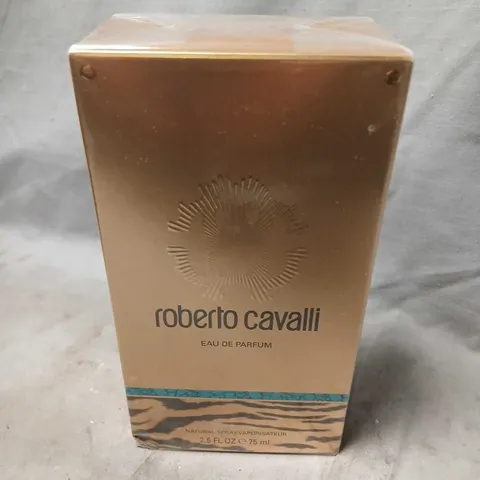 roberto cavalli
EAU DE PARFUM
NATURAL SPRAY VAPORISATEUR
2.5 FL OZ ℮ 75 ml